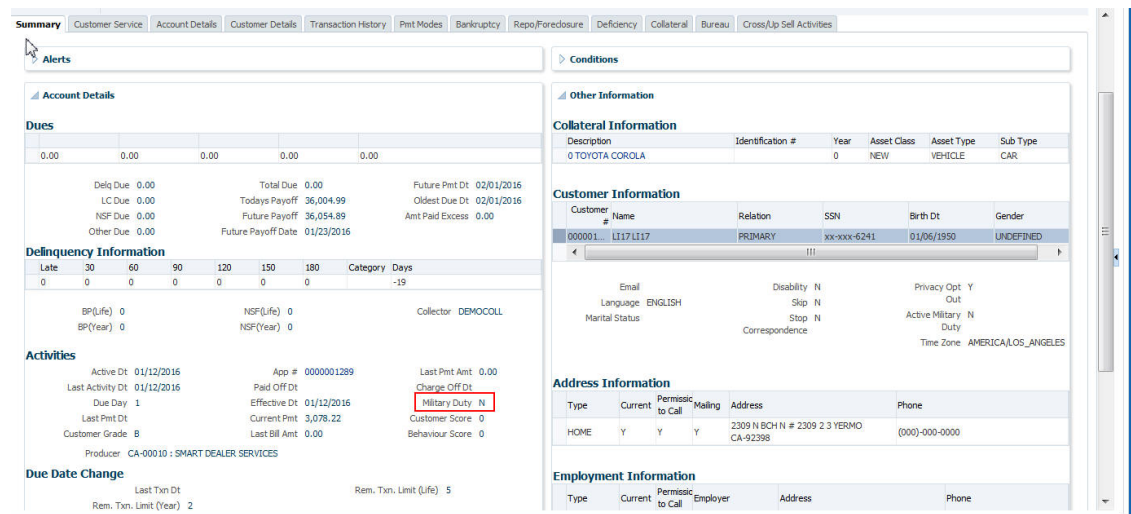 Summary Customer Service Account Details Customer Details Transaction History Pmt Modes Bankruptcy Repo/Foreclosure Deficiency Collateral Bureau Cross/Up Sell Activities
Alerts
Account Details
Dues
0.00 0.00 0.00 0.00 0.00
Delq Due 0.00 Total Due 0.00 Future Pmt Dt 02/01/2016
LC Due 0.00 Todays Payoff 36,004.99 Oldest Due Dt 02/01/2016
NSF Due 0.00 Future Payoff 36,054.89 Amt Paid Excess 0.00
Other Due 0.00 Future Payoff Date 01/23/2016
Delinquency Information
Late 30 60 90 120 150 180 Category Days
0 0 0 0 0 0 0 -19
BP(Life) 0 NSF(Life) 0 Collector DEMOCOLL
BP(Year) 0 NSF(Year) 0
Activities
Active Dt 01/12/2016 App # 0000001289 Last Pmt Amt 0.00
Last Activity Dt 01/12/2016 Paid Off Dt Charge Off Dt
Due Day 1 Effective Dt 01/12/2016 Military Duty N
Last Pmt Dt Current Pmt 3,078.22 Customer Score 0
Customer Grade B Last Bill Amt 0.00 Behaviour Score 0
Producer CA-00010 : SMART DEALER SERVICES
Due Date Change
Last Txn Dt Rem. Txn. Limit (Life) 5
Rem. Txn. Limit (Year) 2
Conditions
Other Information
Collateral Information
Description Identification # Year Asset Class Asset Type Sub Type
0 TOYOTA COROLA 0 NEW VEHICLE CAR
Customer Information
Customer # Name Relation SSN Birth Dt Gender
000001... LI17 LI17 PRIMARY xx-xxx-6241 01/06/1950 UNDEFINED
Email Disability N Privacy Opt Out Y
Language ENGLISH Skip N Active Military Duty N
Marital Status Stop Correspondence N
Time Zone AMERICA/LOS_ANGELES
Address Information
Type Current Permissic to Call Mailing Address Phone
HOME Y Y Y 2309 N BCH N # 2309 2 3 YERMO (000)-000-0000
CA-92398
Employment Information
Type Current Permissic to Call Employer Address Phone